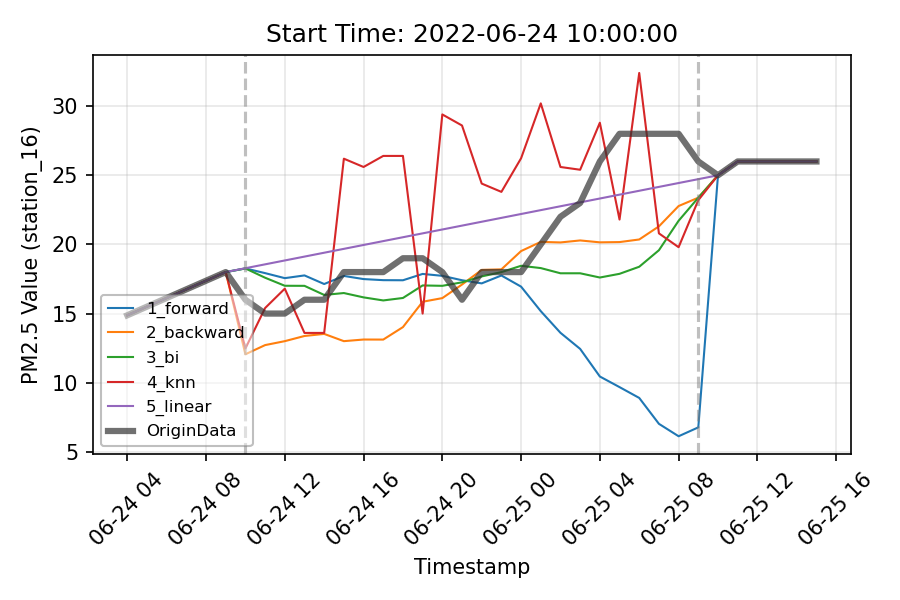 Start Time: 2022-06-24 10:00:00
PM2.5 Value (station_16)
30
25
20
15
10
5
1_forward
2_backward
3_bi
4_knn
5_linear
OriginData
06-24 04
06-24 08
06-24 12
06-24 16
06-24 20
06-25 00
06-25 04
06-25 08
06-25 12
06-25 16
Timestamp